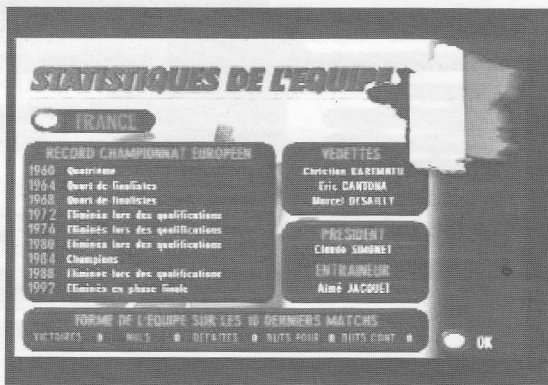 STATISTIQUES DE L'EQUIPE
FRANCE
RECORD CHAMPIONNAT EUROPEEN
1960 Quatrième
1964 Quart de finalistes
1968 Quart de finalistes
1972 Eliminés lors des qualifications
1976 Eliminés lors des qualifications
1980 Eliminés lors des qualifications
1984 Champions
1988 Eliminés lors des qualifications
1992 Eliminés en phase finale
VEDETTES
Christian KAREMBEU
Eric CANTONA
Marcel DESAILLY
PRESIDENT
Claude SIMONET
ENTRAINEUR
Aimé JACQUET
FORME DE L'EQUIPE SUR LES 10 DERNIERS MATCHS
VICTOIRES 0 NULS 0 DEFAITES 0 BUTS POUR 0 BUTS CONT 0
OK